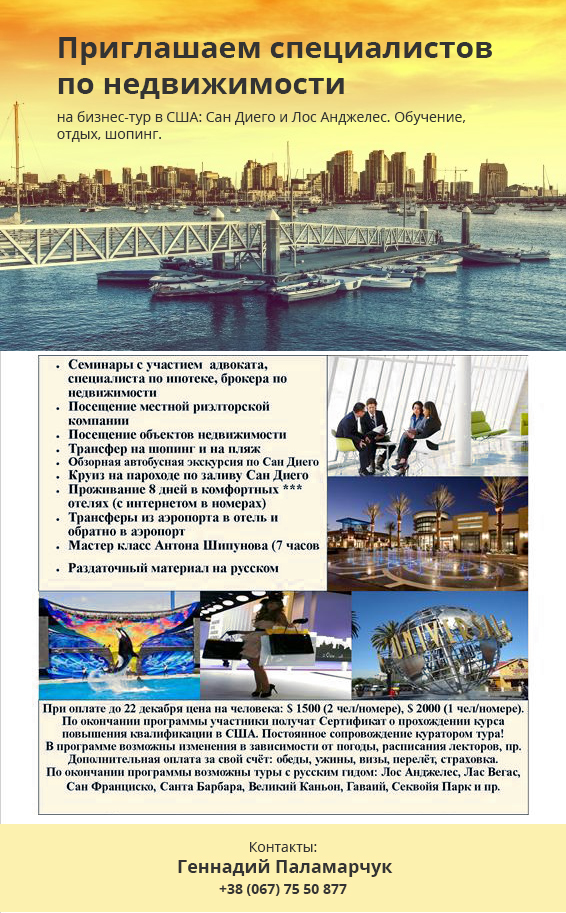 Приглашаем специалистов
по недвижимости
на бизнес-тур в США: Сан Диего и Лос Анджелес. Обучение,
отдых, шопинг.
• Семинары с участием адвоката,
специалиста по ипотеке, брокера по
недвижимости
• Посещение местной риэлторской
компании
• Посещение объектов недвижимости
• Трансфер на шопинг и на пляж
• Обзорная автобусная экскурсия по Сан Диего
• Круиз на пароходе по заливу Сан Диего
• Проживание 8 дней в комфортных ***
отелях (с интернетом в номерах)
• Трансферы из аэропорта в отель и
обратно в аэропорт
• Мастер класс Антона Шипунова (7 часов
• Раздаточный материал на русском
UNIVERSAL
При оплате до 22 декабря цена на человека: $ 1500 (2 чел/номере), $ 2000 (1 чел/номере).
По окончании программы участники получат Сертификат о прохождении курса
повышения квалификации в США. Постоянное сопровождение куратором тура!
В программе возможны изменения в зависимости от погоды, расписания лекторов, пр.
Дополнительная оплата за свой счёт: обеды, ужины, визы, перелёт, страховка.
По окончании программы возможны туры с русским гидом: Лос Анджелес, Лас Вегас,
Сан Франциско, Санта Барбара, Великий Каньон, Гаваий, Секвойя Парк и пр.
Контакты:
Геннадий Паламарчук
+38 (067) 75 50 877